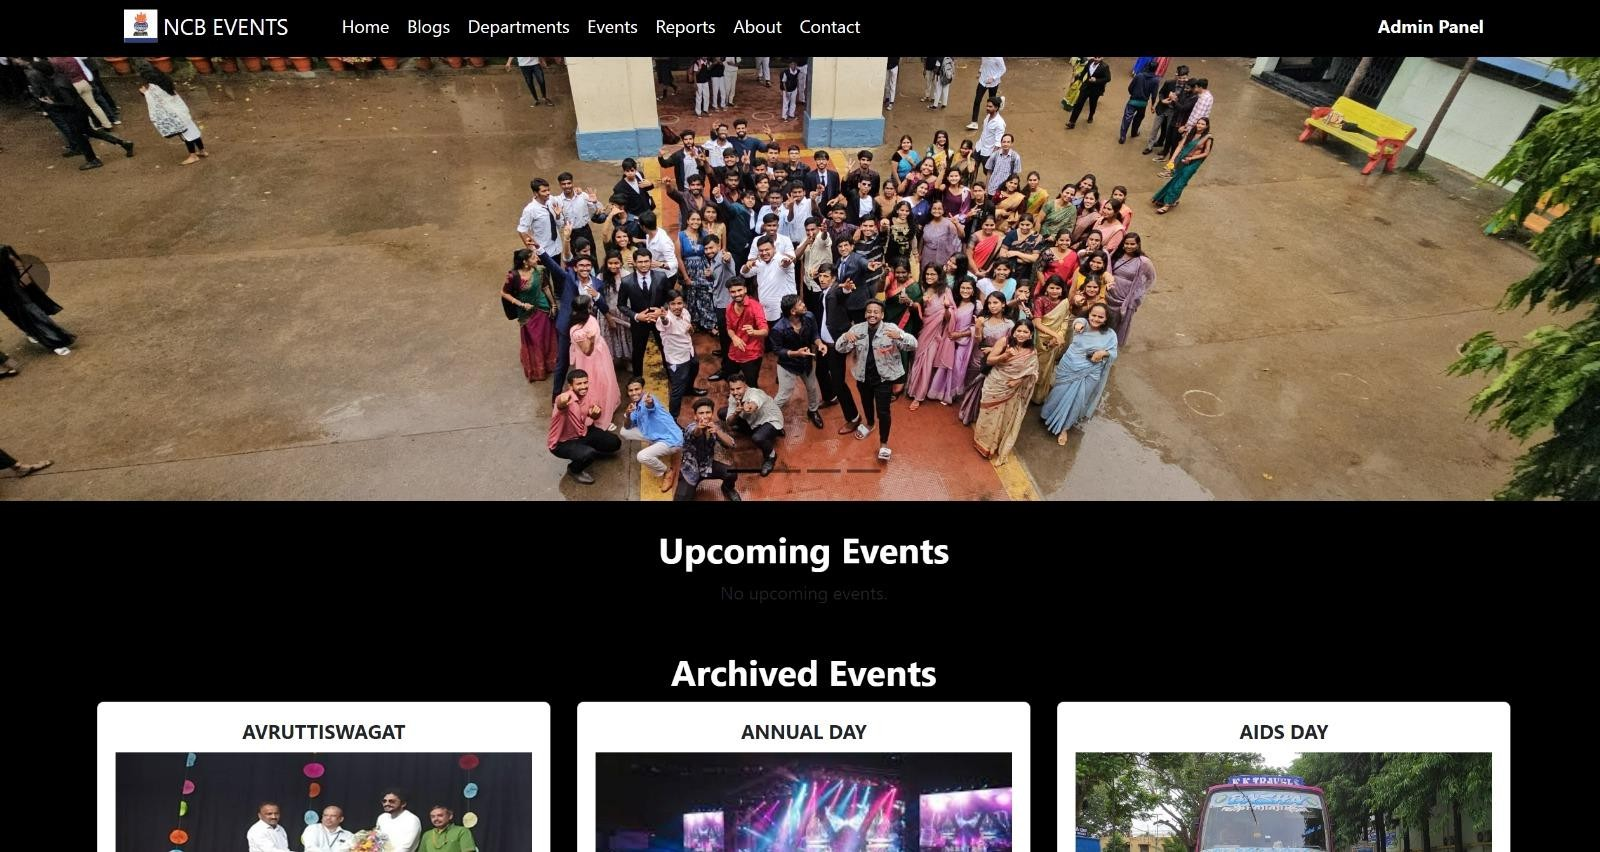 NCB EVENTS Home Blogs Departments Events Reports About Contact Admin Panel
Upcoming Events
No upcoming events.
Archived Events
AVRUTTISWAGAT ANNUAL DAY AIDS DAY
K K TRAVELS